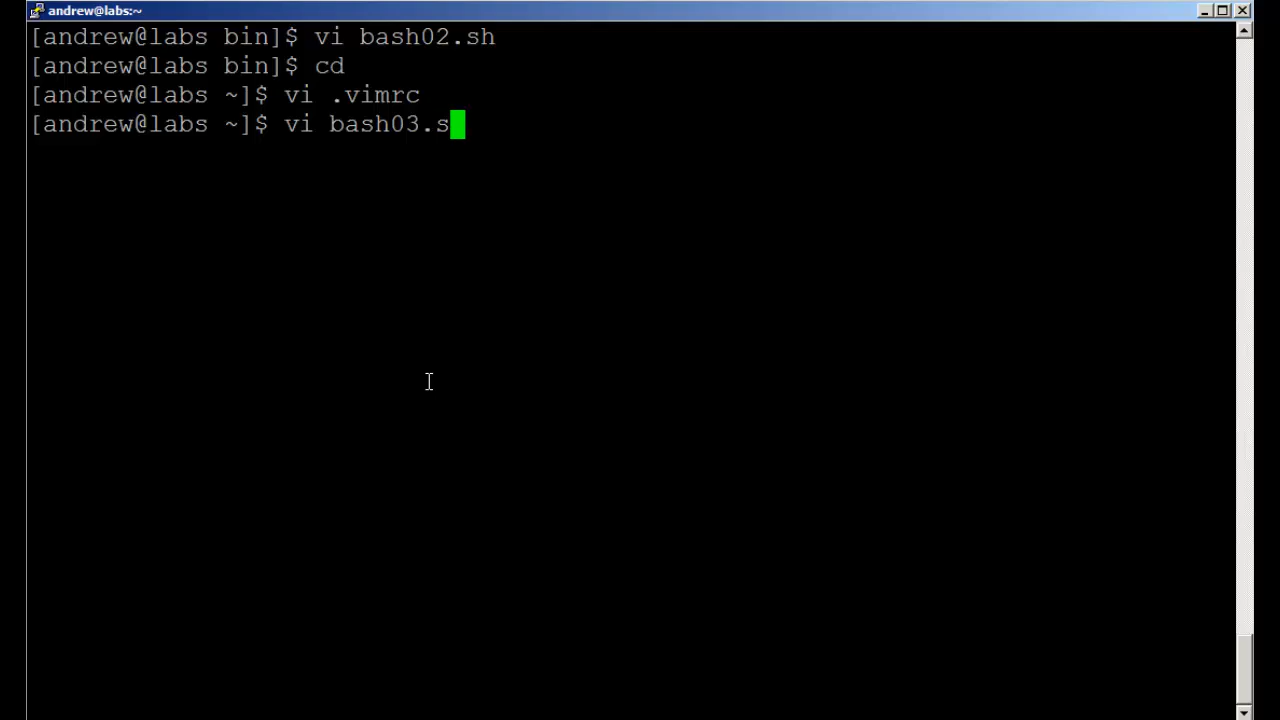 andrew@labs:~
[andrew@labs bin]$ vi bash02.sh
[andrew@labs bin]$ cd
[andrew@labs ~]$ vi .vimrc
[andrew@labs ~]$ vi bash03.s